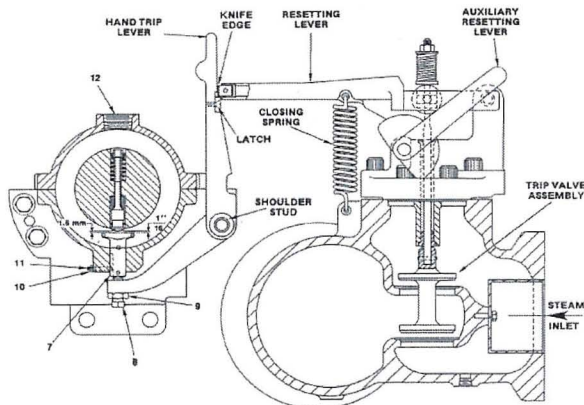 HAND TRIP
LEVER
KNIFE
EDGE
RESETTING
LEVER
AUXILIARY
RESETTING
LEVER
12
CLOSING
SPRING
LATCH
TRIP VALVE
ASSEMBLY
SHOULDER
STUD
1.6 mm
1"
16
11
10
9
7
8
STEAM
INLET